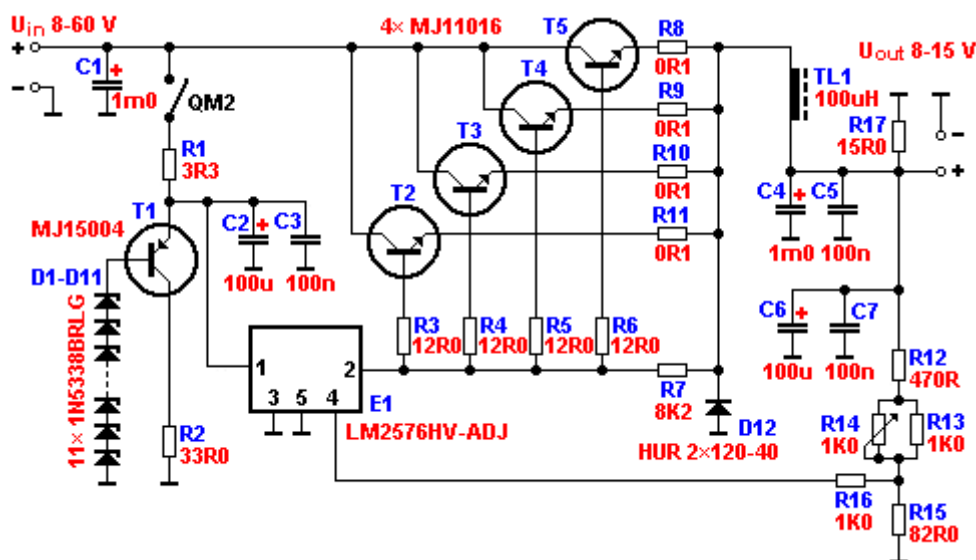 Uin 8-60 V
+
-
C1
+
1m0
QM2
R1
3R3
T1
MJ15004
D1-D11
11× 1N5338BRLG
R2
33R0
C2
+
100u
C3
100n
4× MJ11016
T5
T4
T3
T2
R8
0R1
R9
0R1
R10
0R1
R11
0R1
R3
12R0
R4
12R0
R5
12R0
R6
12R0
1
2
3
5
4
E1
LM2576HV-ADJ
R7
8K2
D12
HUR 2×120-40
TL1
100uH
Uout 8-15 V
R17
15R0
-
+
C4
+
1m0
C5
100n
C6
+
100u
C7
100n
R12
470R
R14
1K0
R13
1K0
R16
1K0
R15
82R0